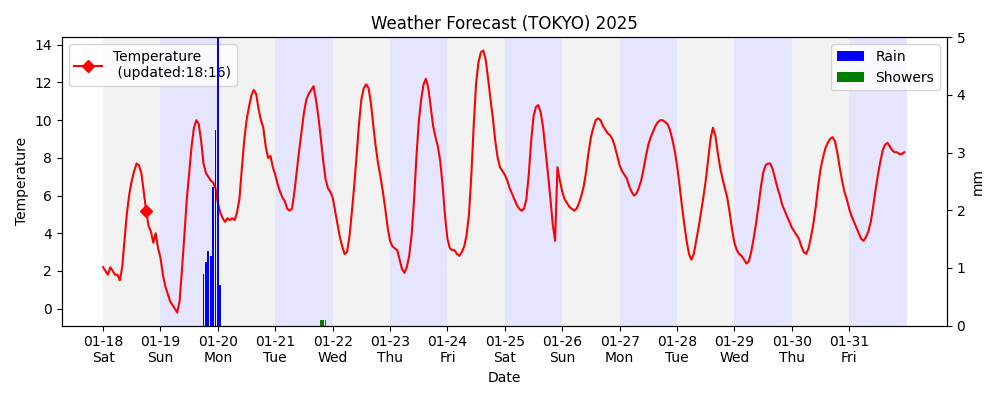 Weather Forecast (TOKYO) 2025
Temperature
(updated:18:16)
Rain
Showers
Temperature
14
12
10
8
6
4
2
0
5
4
3
2
1
0
mm
01-18 01-19 01-20 01-21 01-22 01-23 01-24 01-25 01-26 01-27 01-28 01-29 01-30 01-31
Sat Sun Mon Tue Wed Thu Fri Sat Sun Mon Tue Wed Thu Fri
Date